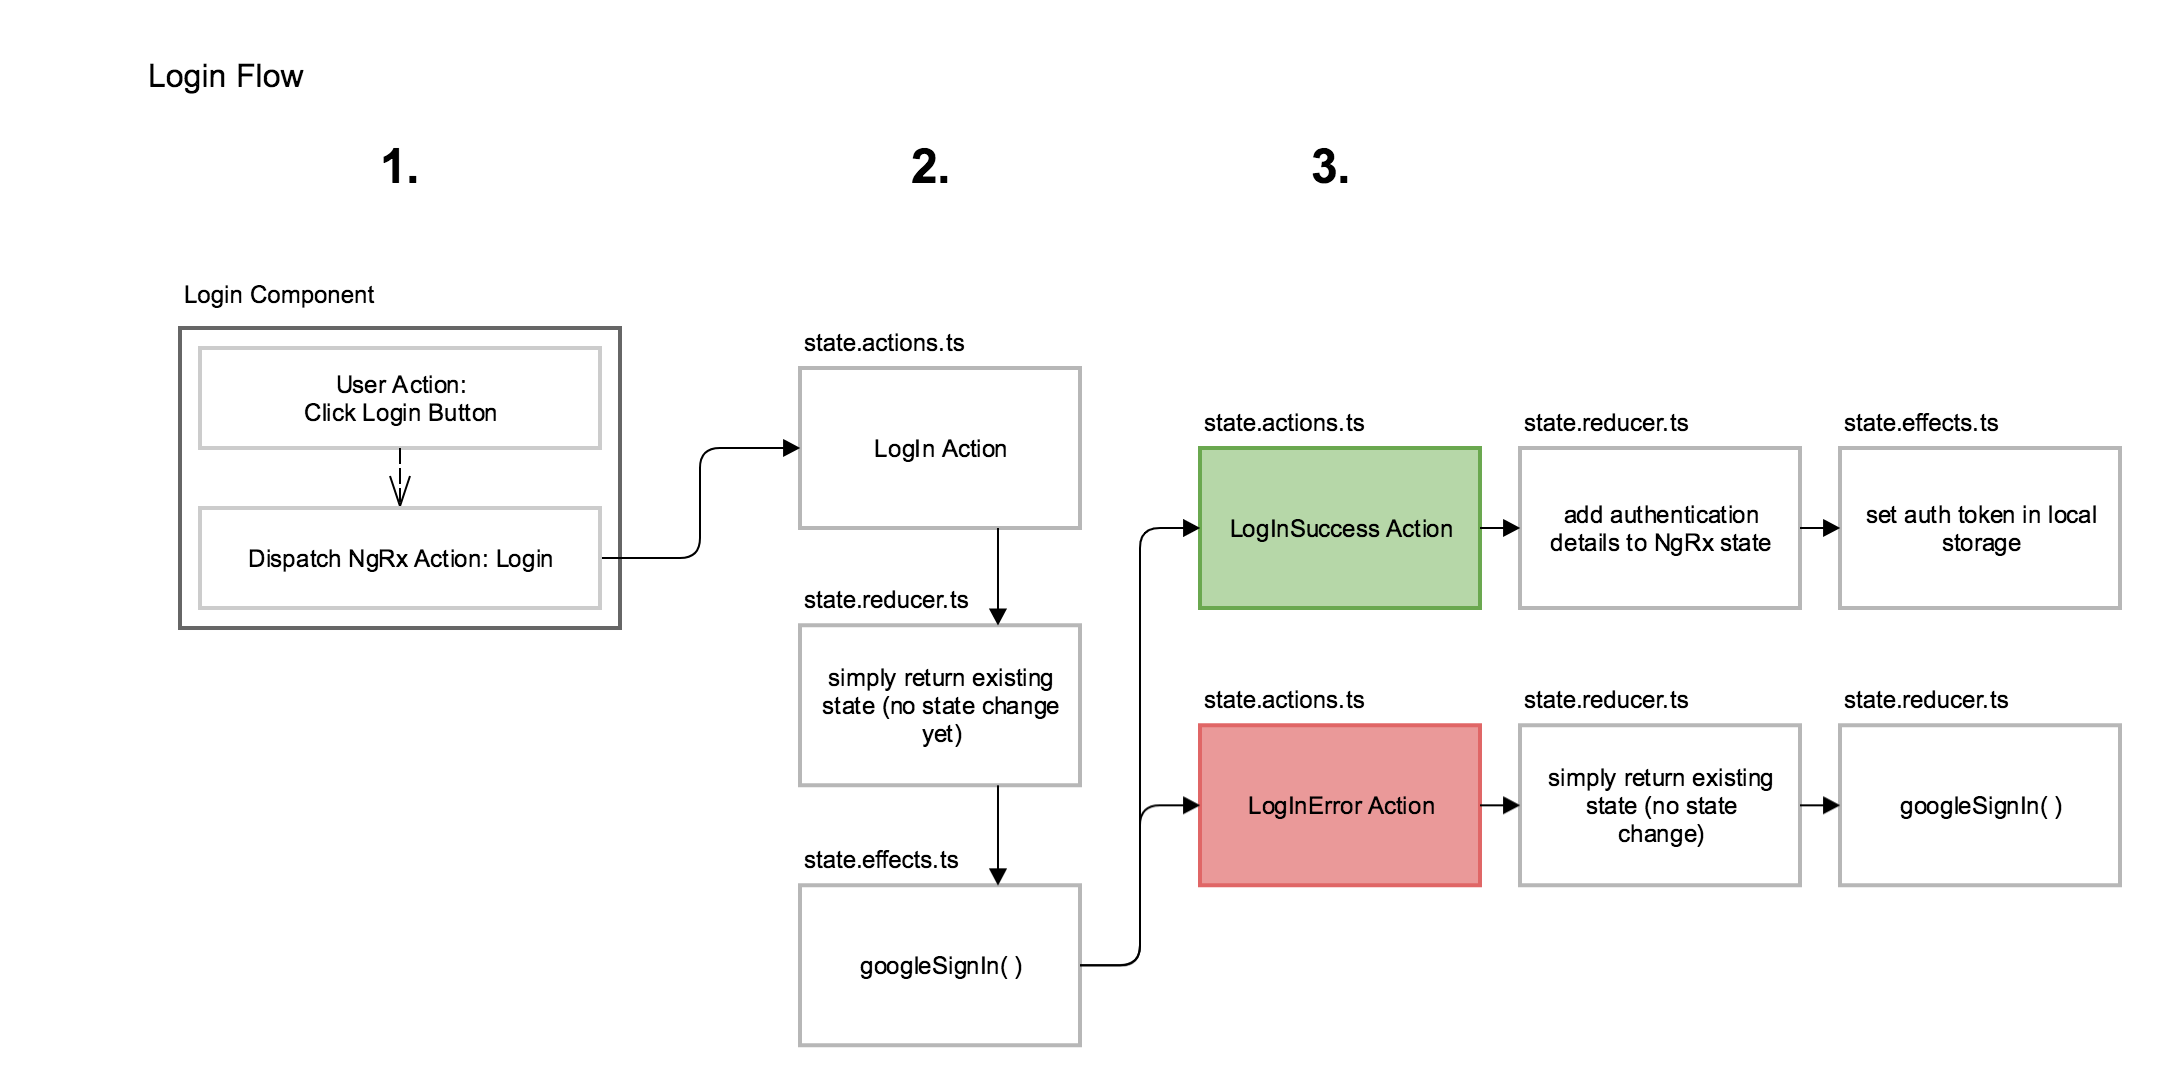 Login Flow
1.
2.
3.
Login Component
User Action:
Click Login Button
Dispatch NgRx Action: Login
state.actions.ts
LogIn Action
state.reducer.ts
simply return existing
state (no state change
yet)
state.effects.ts
googleSignIn( )
state.actions.ts
LogInSuccess Action
state.reducer.ts
add authentication
details to NgRx state
state.effects.ts
set auth token in local
storage
state.actions.ts
LogInError Action
state.reducer.ts
simply return existing
state (no state
change)
state.reducer.ts
googleSignIn( )